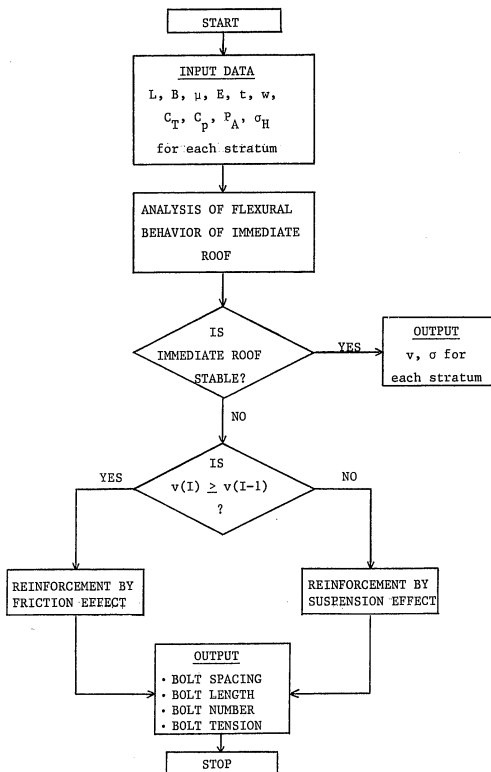 START
INPUT DATA
L, B, μ, E, t, w,
C_T, C_p, P_A, σ_H
for each stratum
ANALYSIS OF FLEXURAL
BEHAVIOR OF IMMEDIATE
ROOF
IS
IMMEDIATE ROOF
STABLE?
YES
OUTPUT
v, σ for
each stratum
NO
IS
v(I) ≥ v(I-1)
?
YES
NO
REINFORCEMENT BY
FRICTION EFFECT
REINFORCEMENT BY
SUSPENSION EFFECT
OUTPUT
• BOLT SPACING
• BOLT LENGTH
• BOLT NUMBER
• BOLT TENSION
STOP